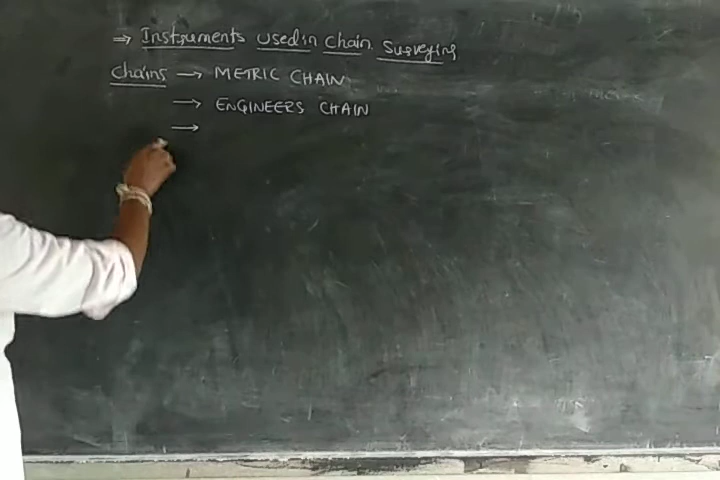 ⇒ Instruments used in Chain Surveying
Chains → METRIC CHAIN
→ ENGINEERS CHAIN
→